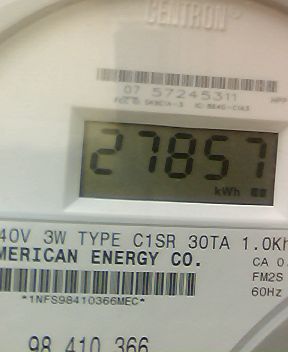 CENTRON®
07 57245311
27857
kWh
40V 3W TYPE C1SR 30TA 1.0Kh
MERICAN ENERGY CO.
CA 0.
FM2S
60Hz
*1NFS98410366MEC*
98 410 366